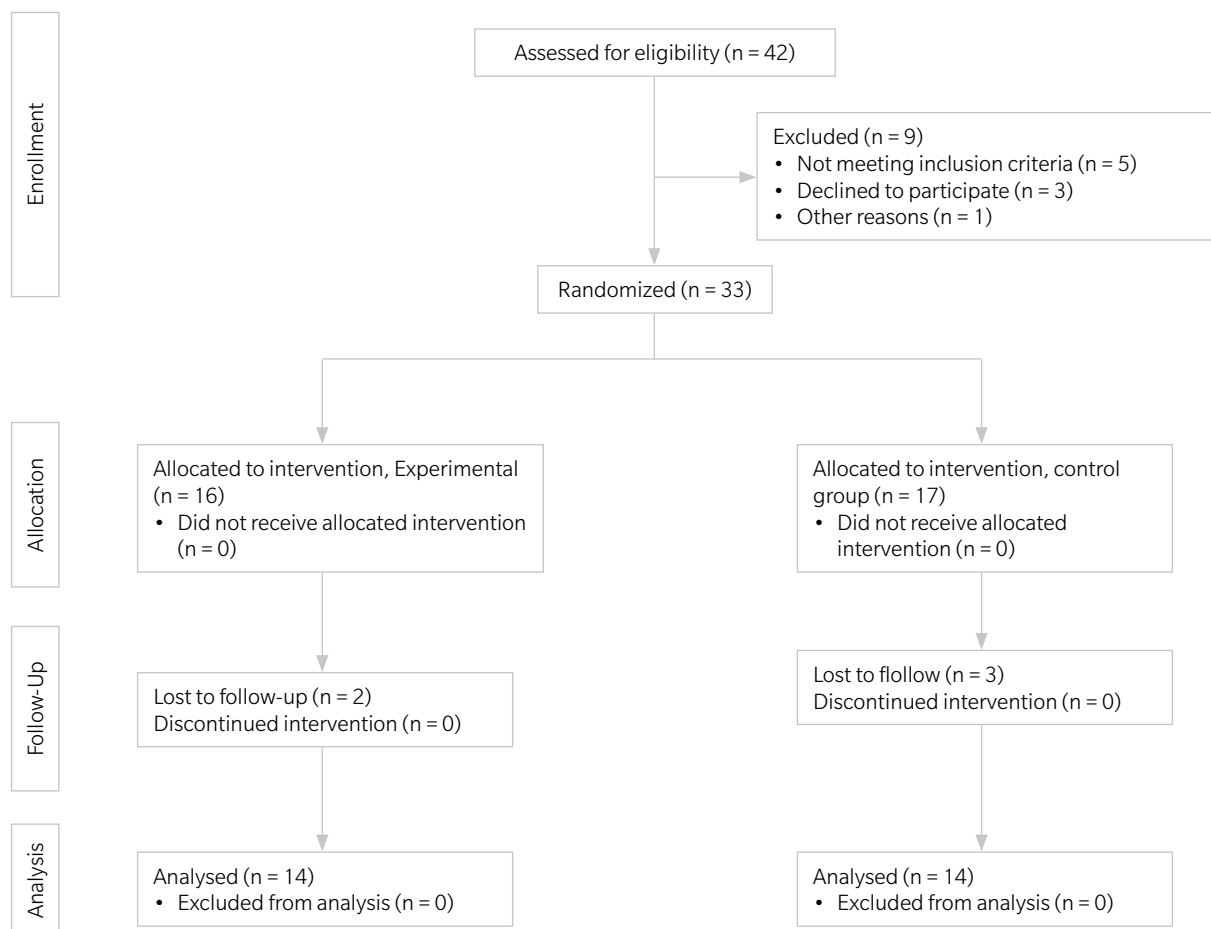 Enrollment
Assessed for eligibility (n = 42)
Excluded (n = 9)
• Not meeting inclusion criteria (n = 5)
• Declined to participate (n = 3)
• Other reasons (n = 1)
Randomized (n = 33)
Allocation
Allocated to intervention, Experimental
(n = 16)
• Did not receive allocated intervention
(n = 0)
Allocated to intervention, control
group (n = 17)
• Did not receive allocated
intervention (n = 0)
Follow-Up
Lost to follow-up (n = 2)
Discontinued intervention (n = 0)
Lost to flollow (n = 3)
Discontinued intervention (n = 0)
Analysis
Analysed (n = 14)
• Excluded from analysis (n = 0)
Analysed (n = 14)
• Excluded from analysis (n = 0)